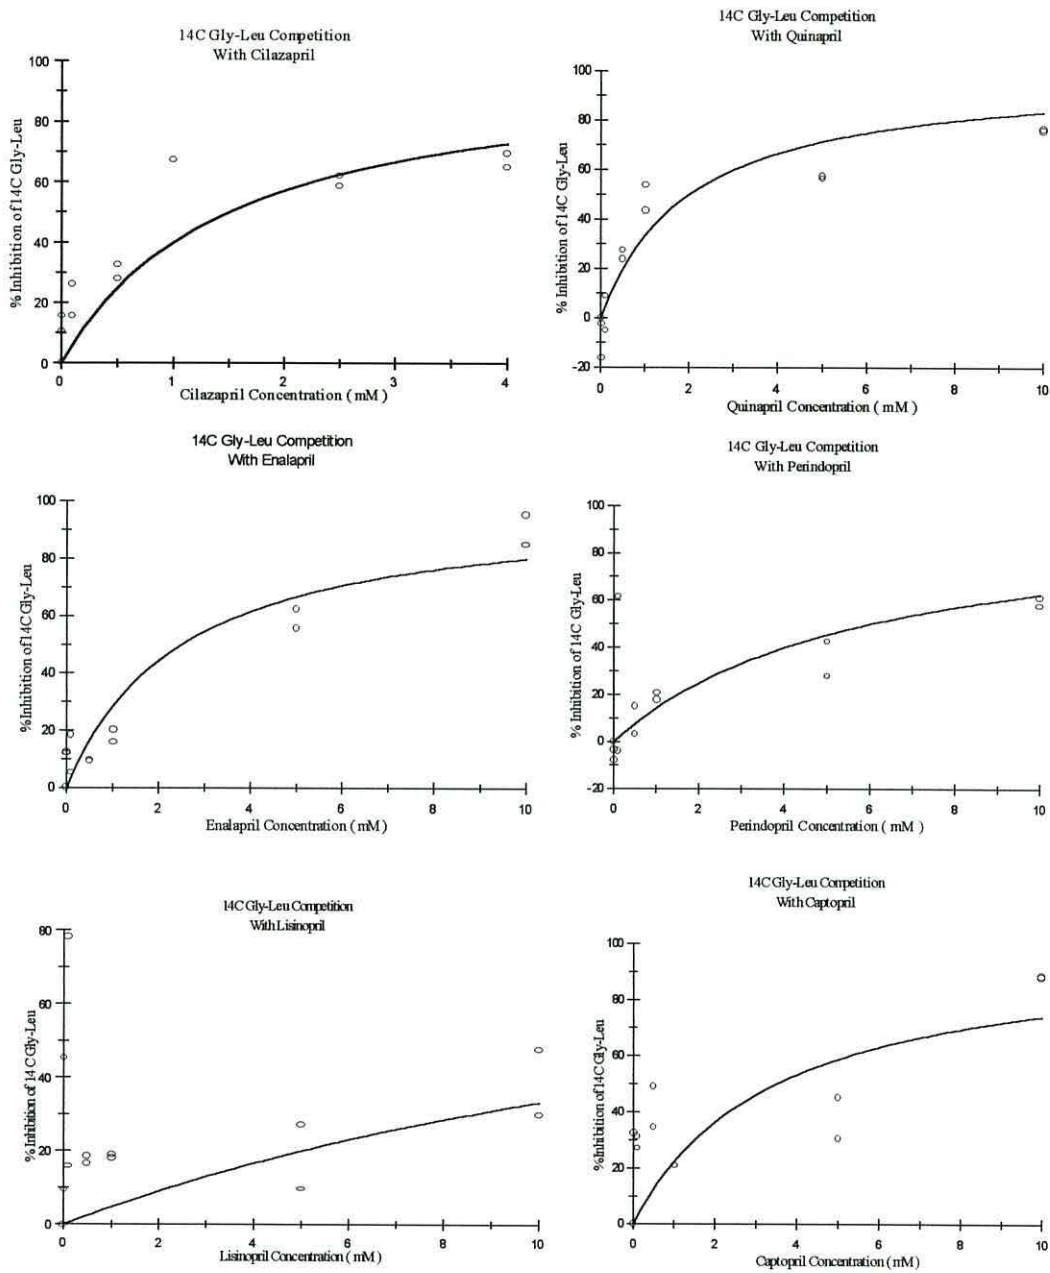 14C Gly-Leu Competition
With Cilazapril
100
80
60
40
20
0
% Inhibition of 14C Gly-Leu
0 1 2 3 4
Cilazapril Concentration ( mM )
14C Gly-Leu Competition
With Quinapril
100
80
60
40
20
0
-20
% Inhibition of 14C Gly-Leu
0 2 4 6 8 10
Quinapril Concentration ( mM )
14C Gly-Leu Competition
With Enalapril
100
80
60
40
20
0
% Inhibition of 14C Gly-Leu
0 2 4 6 8 10
Enalapril Concentration ( mM )
14C Gly-Leu Competition
With Perindopril
100
80
60
40
20
0
-20
% Inhibition of 14C Gly-Leu
0 2 4 6 8 10
Perindopril Concentration ( mM )
14C Gly-Leu Competition
With Lisinopril
80
60
40
20
0
% Inhibition of 14C Gly-Leu
0 2 4 6 8 10
Lisinopril Concentration ( mM )
14C Gly-Leu Competition
With Captopril
100
80
60
40
20
0
% Inhibition of 14C Gly-Leu
0 2 4 6 8 10
Captopril Concentration ( mM )